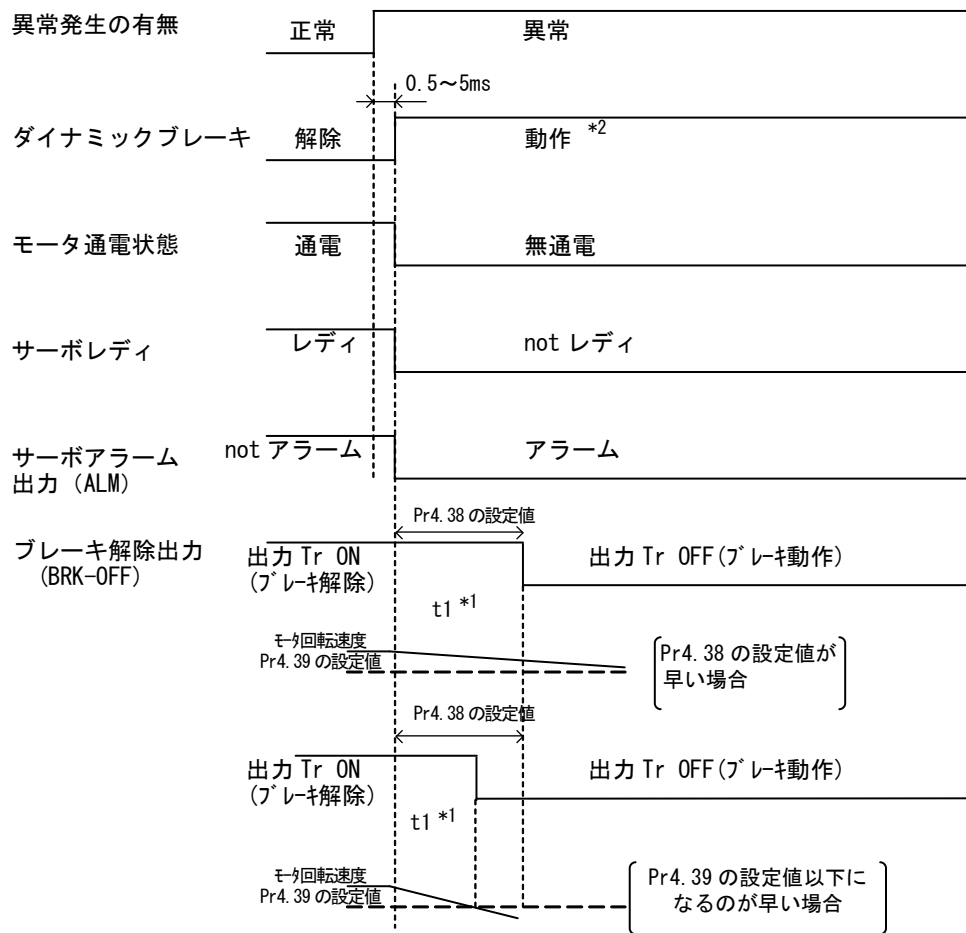 異常発生の有無 正常 異常
0.5～5ms
ダイナミックブレーキ 解除 動作 *2
モータ通電状態 通電 無通電
サーボレディ レディ not レディ
サーボアラーム
出力（ALM） not アラーム アラーム
Pr4.38 の設定値
ブレーキ解除出力
(BRK-OFF)
出力 Tr ON
(ﾌﾞﾚｰｷ解除)
出力 Tr OFF(ﾌﾞﾚｰｷ動作)
t1 *1
ﾓｰﾀ回転速度
Pr4.39 の設定値
Pr4.38 の設定値が
早い場合
Pr4.38 の設定値
出力 Tr ON
(ﾌﾞﾚｰｷ解除)
出力 Tr OFF(ﾌﾞﾚｰｷ動作)
t1 *1
ﾓｰﾀ回転速度
Pr4.39 の設定値
Pr4.39 の設定値以下に
なるのが早い場合